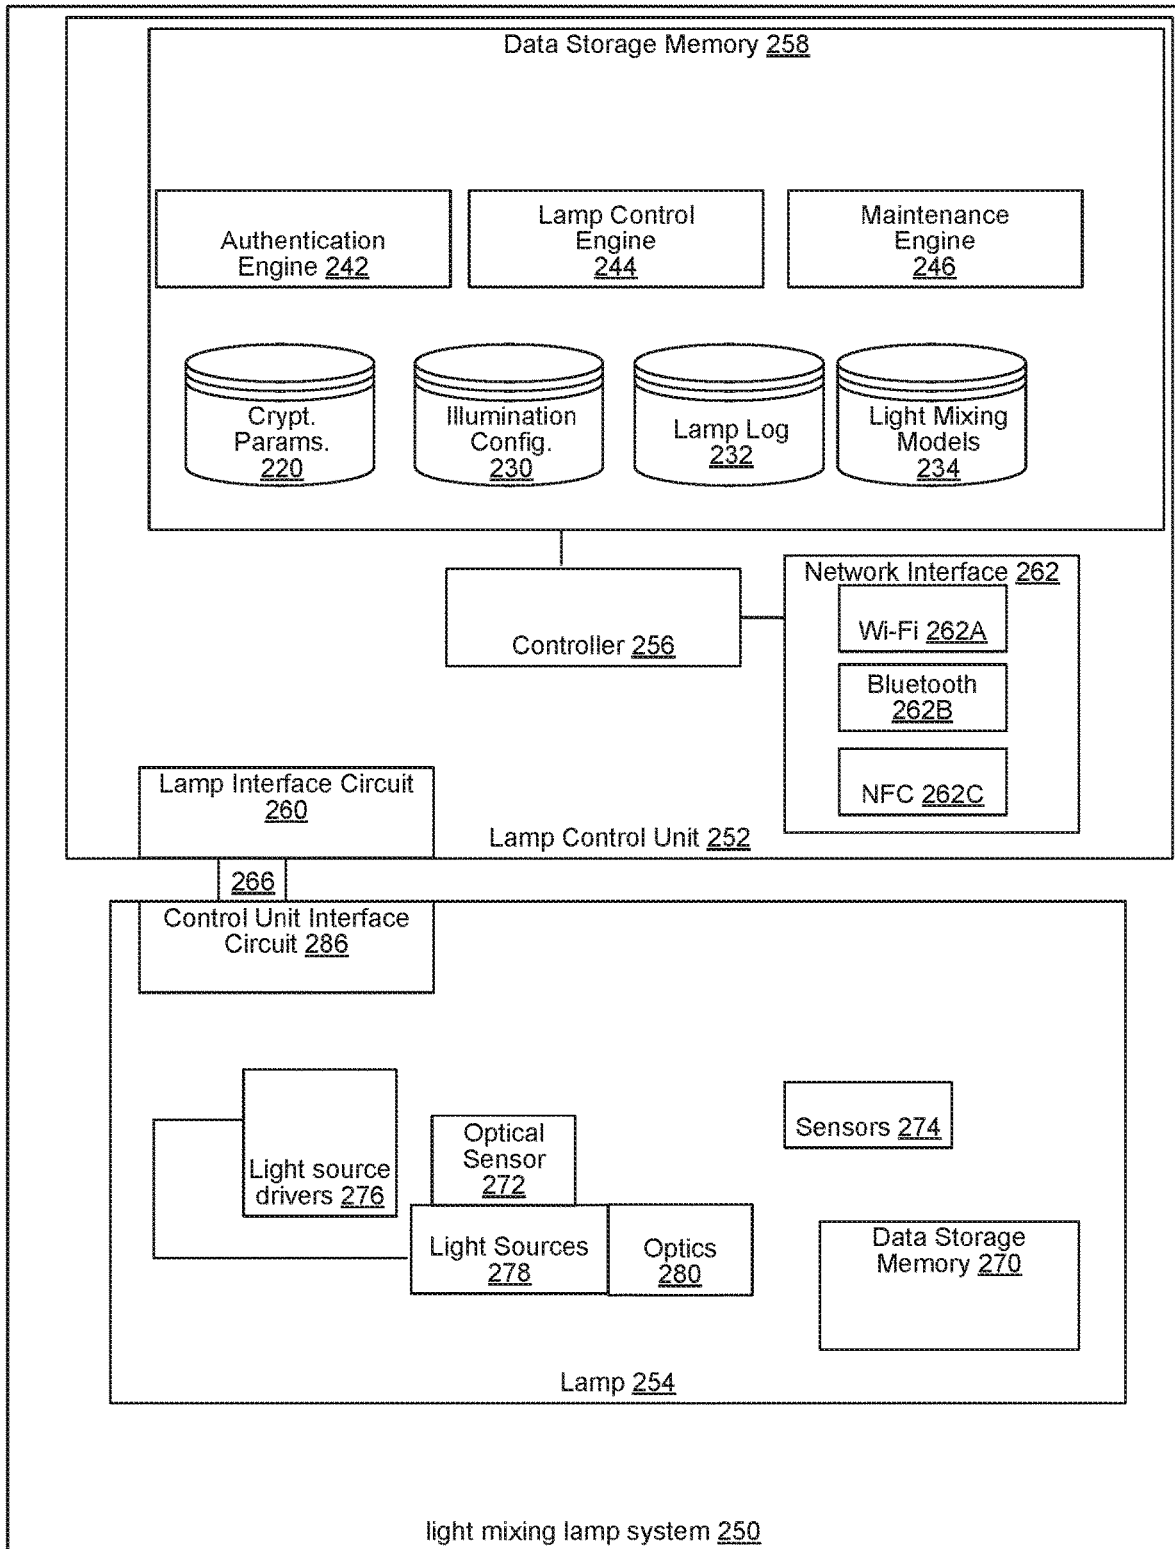 Data Storage Memory 258
Authentication
Engine 242
Lamp Control
Engine
244
Maintenance
Engine
246
Crypt.
Params.
220
Illumination
Config.
230
Lamp Log
232
Light Mixing
Models
234
Controller 256
Network Interface 262
Wi-Fi 262A
Bluetooth
262B
NFC 262C
Lamp Interface Circuit
260
Lamp Control Unit 252
266
Control Unit Interface
Circuit 286
Light source
drivers 276
Optical
Sensor
272
Light Sources
278
Optics
280
Sensors 274
Data Storage
Memory 270
Lamp 254
light mixing lamp system 250